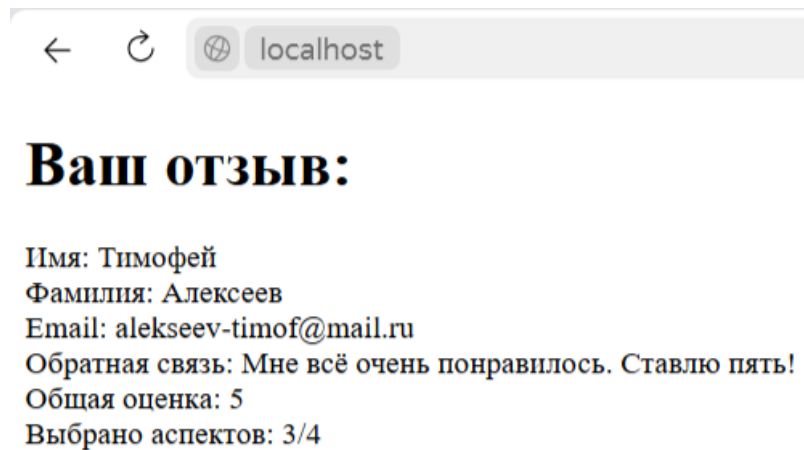 localhost
Ваш отзыв:
Имя: Тимофей
Фамилия: Алексеев
Email: alekseev-timof@mail.ru
Обратная связь: Мне всё очень понравилось. Ставлю пять!
Общая оценка: 5
Выбрано аспектов: 3/4